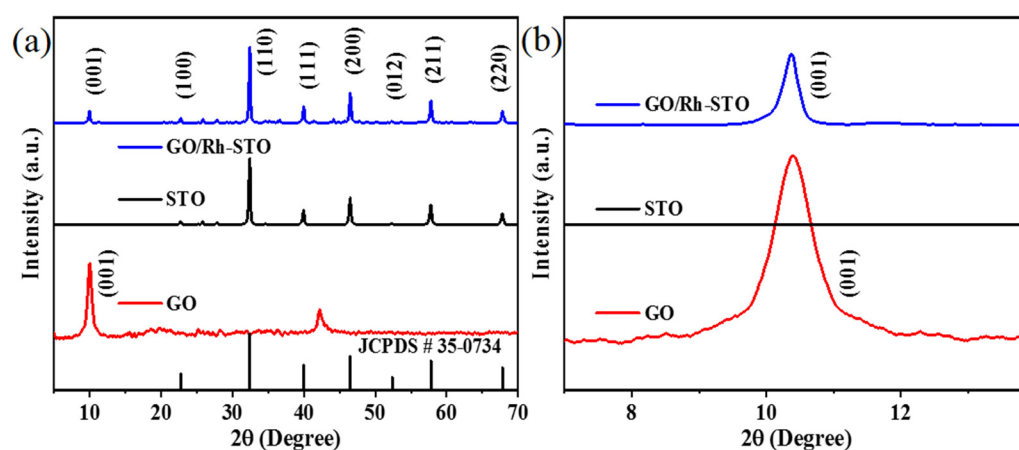 (a)
Intensity (a.u.)
(001)
(100)
(110)
(111)
(200)
(012)
(211)
(220)
GO/Rh-STO
STO
(001)
GO
JCPDS # 35-0734
10 20 30 40 50 60 70
2θ (Degree)
(b)
Intensity (a.u.)
GO/Rh-STO
(001)
STO
(001)
GO
8 10 12
2θ (Degree)